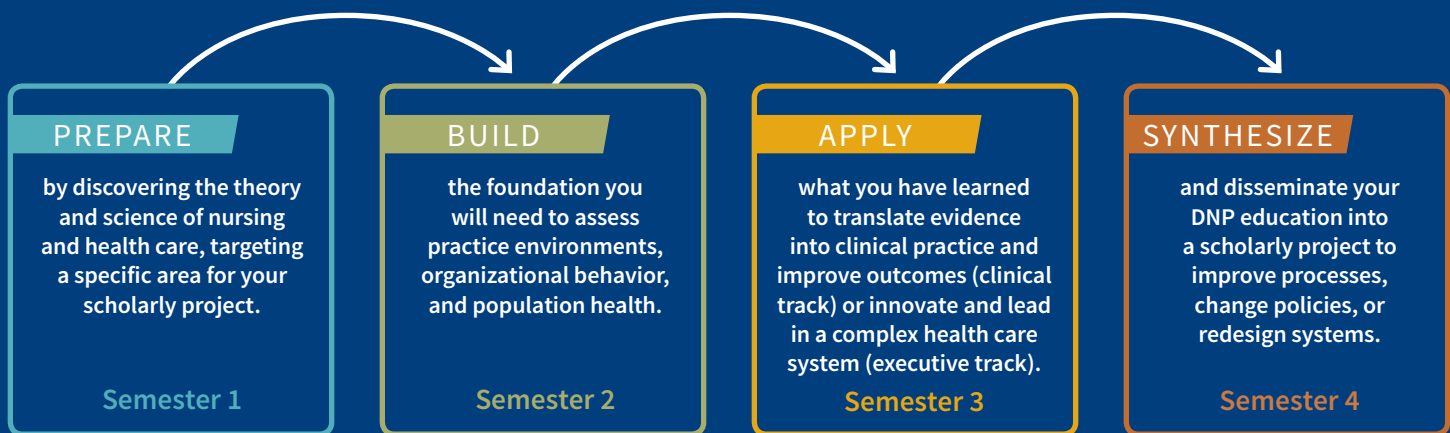 PREPARE
by discovering the theory
and science of nursing
and health care, targeting
a specific area for your
scholarly project.
Semester 1
BUILD
the foundation you
will need to assess
practice environments,
organizational behavior,
and population health.
Semester 2
APPLY
what you have learned
to translate evidence
into clinical practice and
improve outcomes (clinical
track) or innovate and lead
in a complex health care
system (executive track).
Semester 3
SYNTHESIZE
and disseminate your
DNP education into
a scholarly project to
improve processes,
change policies, or
redesign systems.
Semester 4